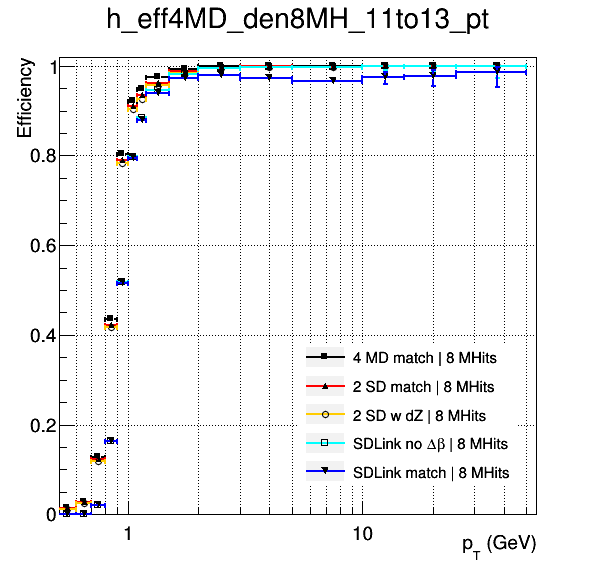 h_eff4MD_den8MH_11to13_pt
Efficiency
1
0.8
0.6
0.4
0.2
0
4 MD match | 8 MHits
2 SD match | 8 MHits
2 SD w dZ | 8 MHits
SDLink no Δβ | 8 MHits
SDLink match | 8 MHits
1
10
p_T (GeV)